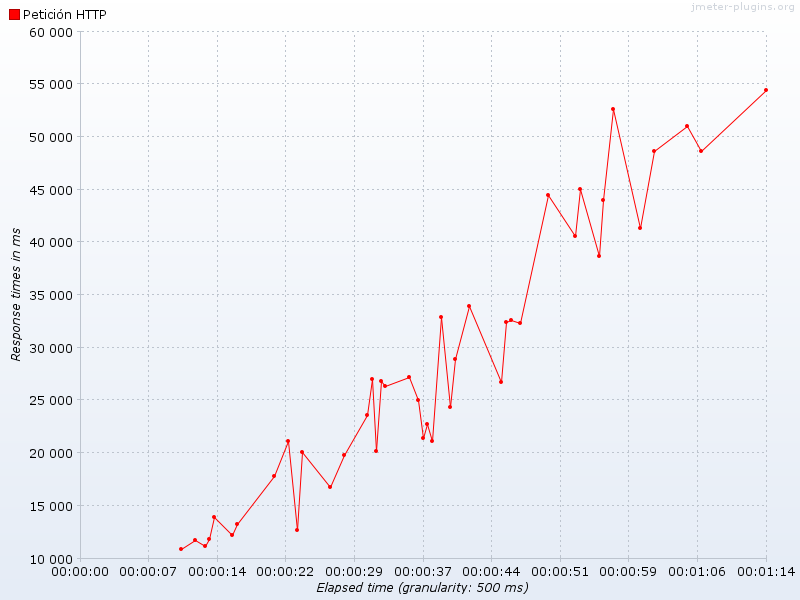 jmeter-plugins.org
Petición HTTP
60 000
55 000
50 000
45 000
40 000
35 000
30 000
25 000
20 000
15 000
10 000
Response times in ms
00:00:00 00:00:07 00:00:14 00:00:22 00:00:29 00:00:37 00:00:44 00:00:51 00:00:59 00:01:06 00:01:14
Elapsed time (granularity: 500 ms)